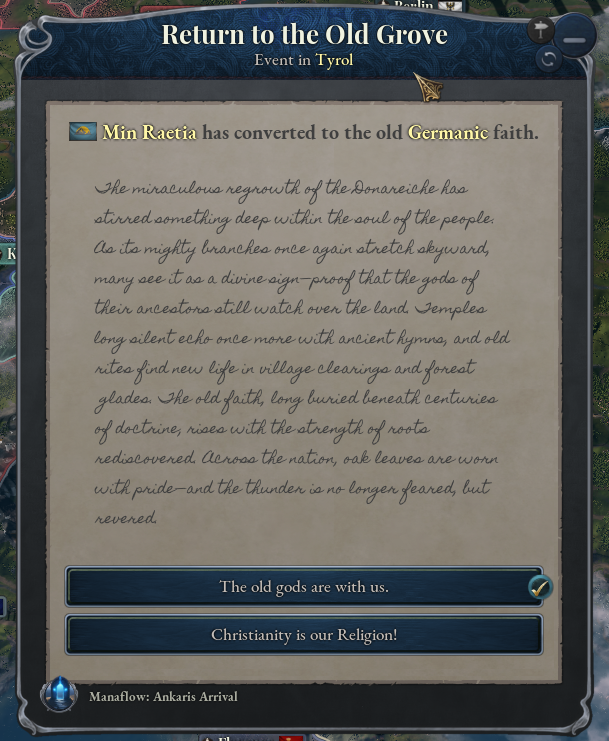 Berlin
Return to the Old Grove
Event in Tyrol
Min Raetia has converted to the old Germanic faith.
The miraculous regrowth of the Donareiche has
stirred something deep within the soul of the people.
As its mighty branches once again stretch skyward,
many see it as a divine sign—proof that the gods of
their ancestors still watch over the land. Temples
long silent echo once more with ancient hymns, and old
rites find new life in village clearings and forest
glades. The old faith, long buried beneath centuries
of doctrine, rises with the strength of roots
rediscovered. Across the nation, oak leaves are worn
with pride—and the thunder is no longer feared, but
revered.
The old gods are with us.
Christianity is our Religion!
Manaflow: Ankaris Arrival